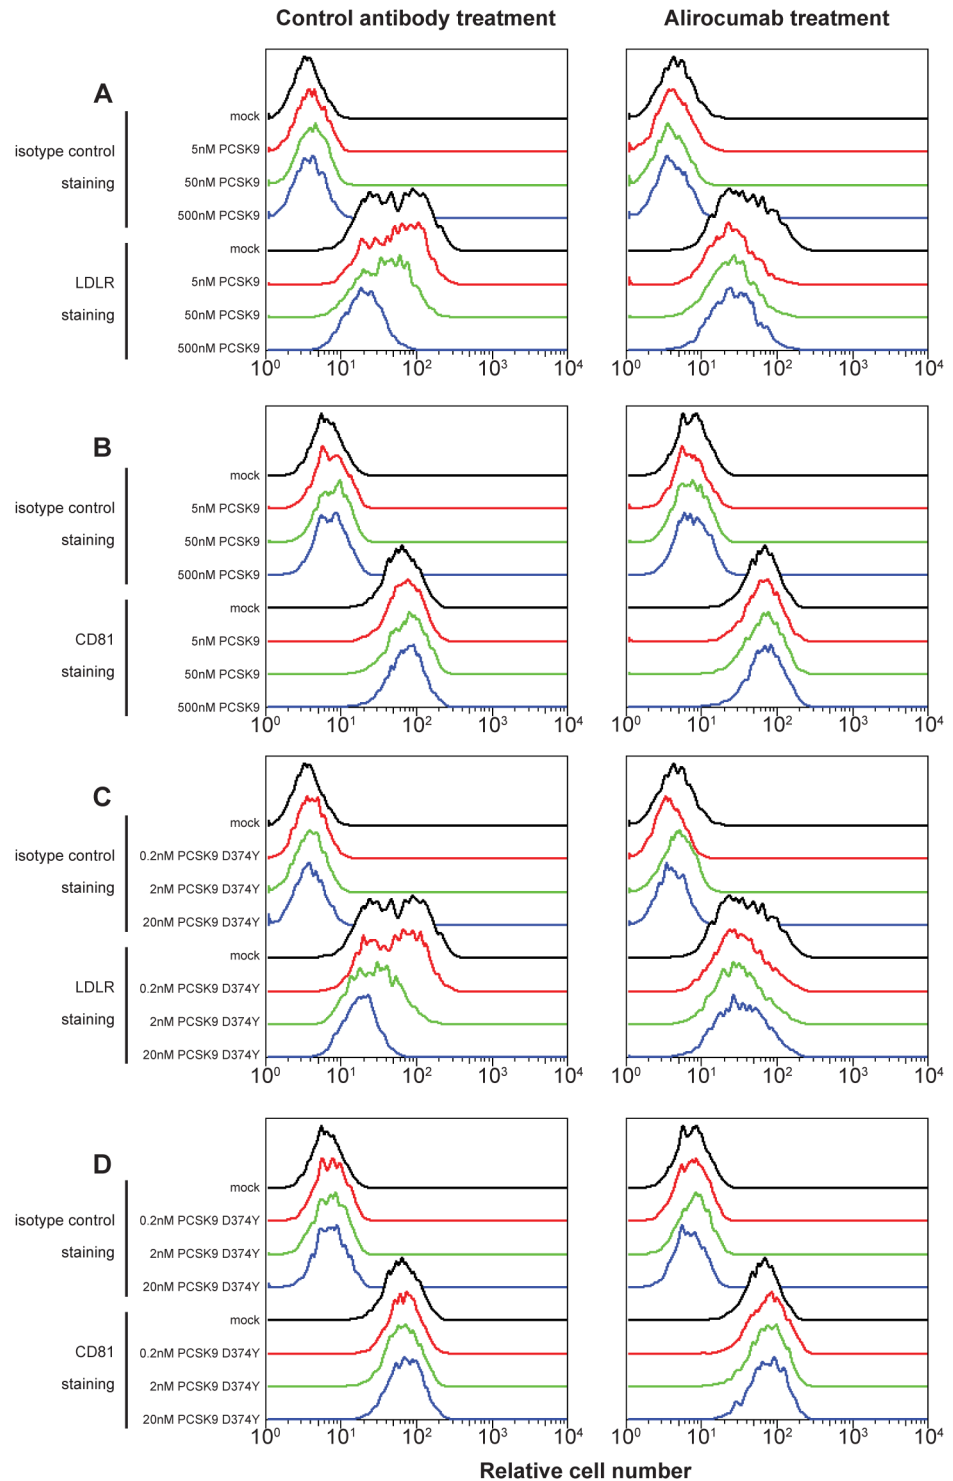 Control antibody treatment Alirocumab treatment
A
mock
isotype control
5nM PCSK9
staining
50nM PCSK9
500nM PCSK9
mock
LDLR
5nM PCSK9
staining
50nM PCSK9
500nM PCSK9
10⁰ 10¹ 10² 10³ 10⁴ 10⁰ 10¹ 10² 10³ 10⁴
B
mock
isotype control
5nM PCSK9
staining
50nM PCSK9
500nM PCSK9
mock
CD81
5nM PCSK9
staining
50nM PCSK9
500nM PCSK9
10⁰ 10¹ 10² 10³ 10⁴ 10⁰ 10¹ 10² 10³ 10⁴
C
mock
isotype control
0.2nM PCSK9 D374Y
staining
2nM PCSK9 D374Y
20nM PCSK9 D374Y
mock
LDLR
0.2nM PCSK9 D374Y
staining
2nM PCSK9 D374Y
20nM PCSK9 D374Y
10⁰ 10¹ 10² 10³ 10⁴ 10⁰ 10¹ 10² 10³ 10⁴
D
mock
isotype control
0.2nM PCSK9 D374Y
staining
2nM PCSK9 D374Y
20nM PCSK9 D374Y
mock
CD81
0.2nM PCSK9 D374Y
staining
2nM PCSK9 D374Y
20nM PCSK9 D374Y
10⁰ 10¹ 10² 10³ 10⁴ 10⁰ 10¹ 10² 10³ 10⁴
Relative cell number